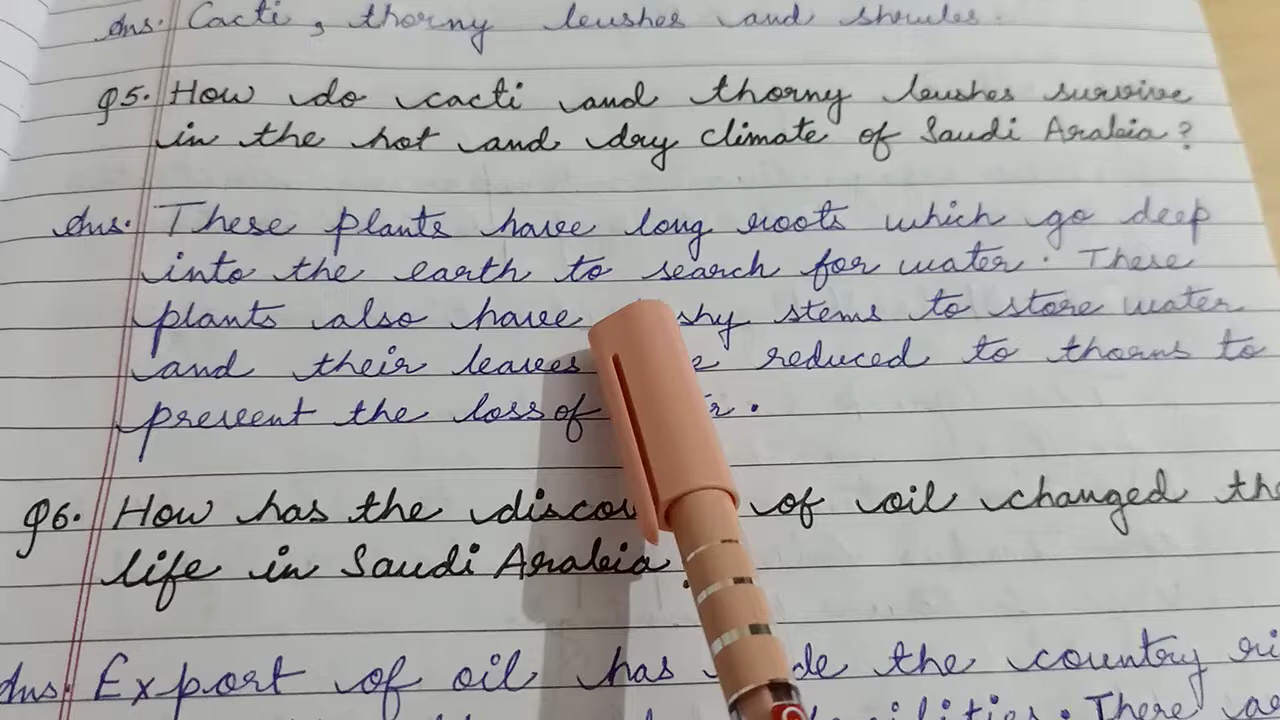 Ans. Cacti, thorny bushes and shrubs.
Q5. How do cacti and thorny bushes survive
in the hot and dry climate of Saudi Arabia?
Ans. These plants have long roots which go deep
into the earth to search for water. These
plants also have shy stems to store water
and their leaves reduced to thorns to
prevent the loss of
Q6. How has the of oil changed
life in Saudi Arabia
Ans. Export of oil has the country
There